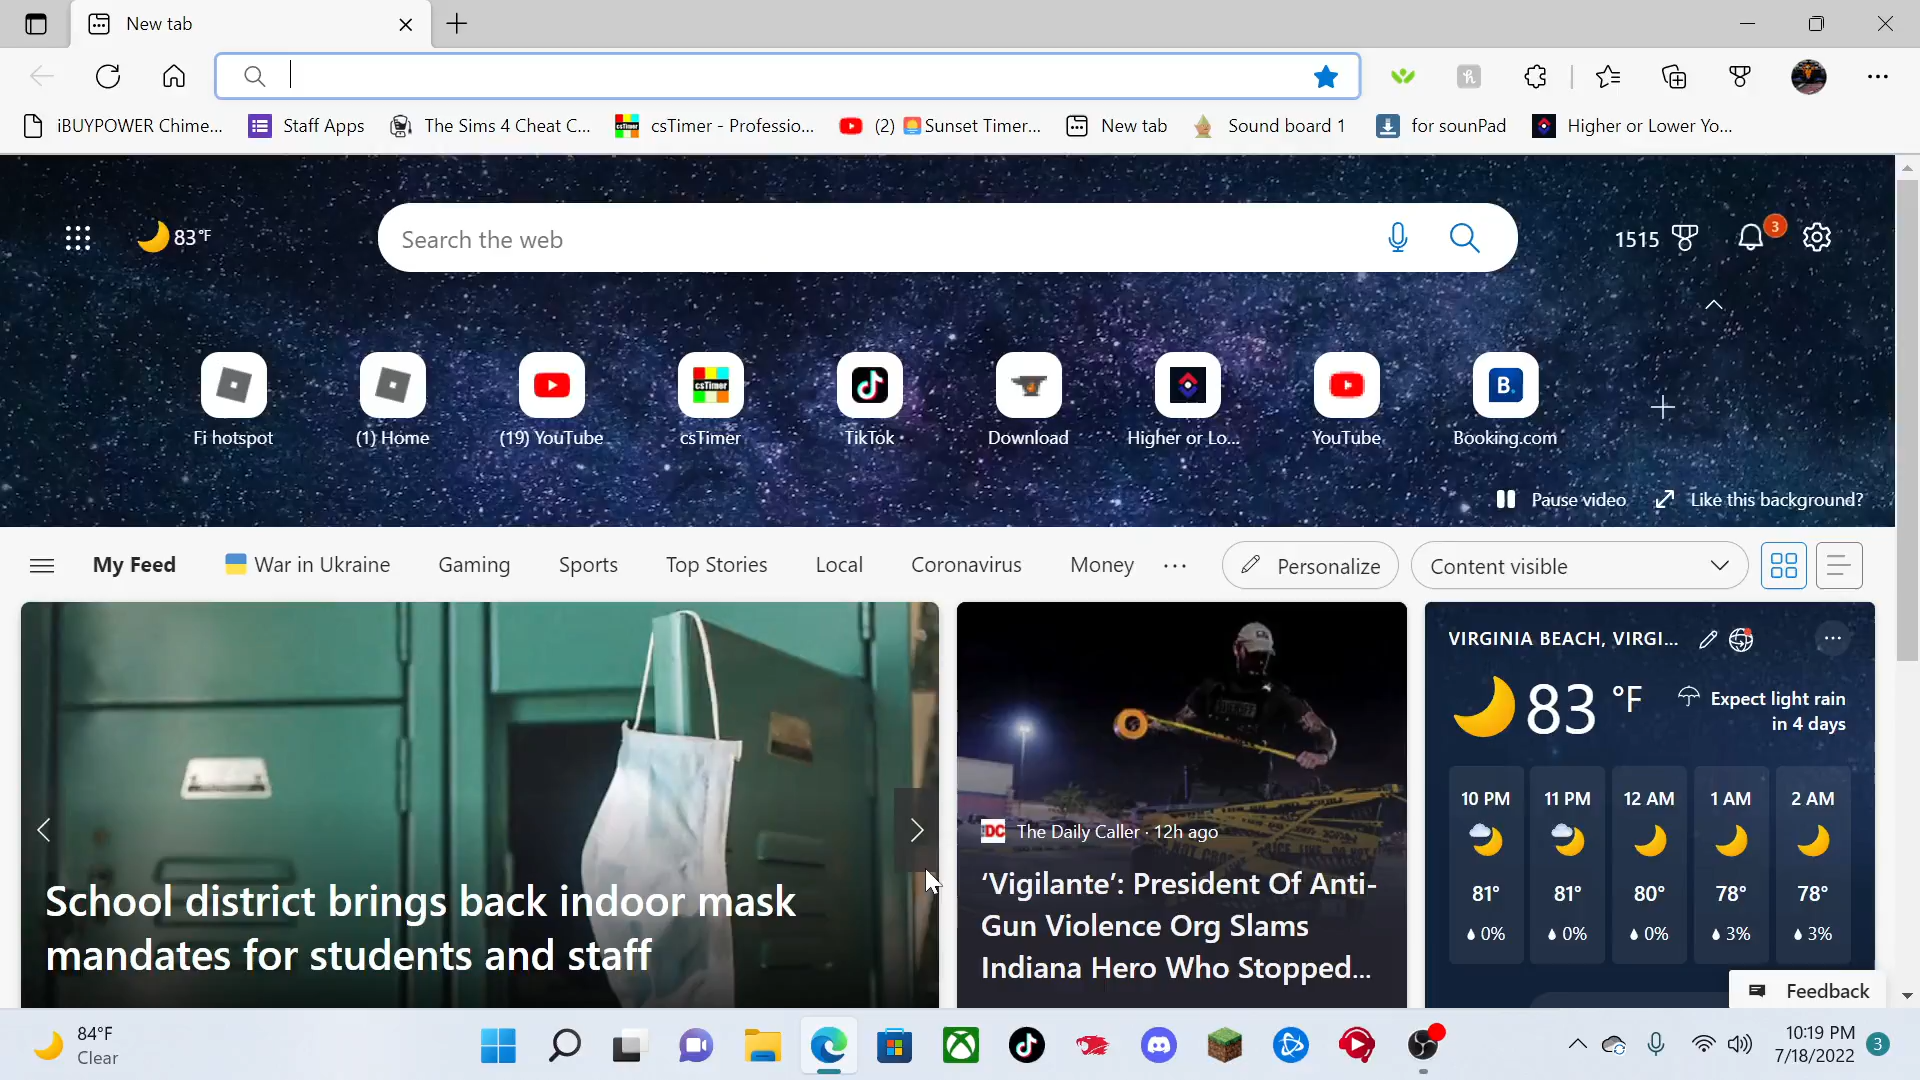 New tab
iBUYPOWER Chime...
Staff Apps
The Sims 4 Cheat C...
csTimer - Professio...
(2) 🌅Sunset Timer...
New tab
Sound board 1
for sounPad
Higher or Lower Yo...
83°F
Search the web
1515
3
Fi hotspot
(1) Home
(19) YouTube
csTimer
TikTok
Download
Higher or Lo...
YouTube
Booking.com
Pause video
Like this background?
My Feed
War in Ukraine
Gaming
Sports
Top Stories
Local
Coronavirus
Money
Personalize
Content visible
School district brings back indoor mask
mandates for students and staff
The Daily Caller · 12h ago
‘Vigilante’: President Of Anti-
Gun Violence Org Slams
Indiana Hero Who Stopped...
VIRGINIA BEACH, VIRGI...
83 °F
Expect light rain
in 4 days
10 PM 11 PM 12 AM 1 AM 2 AM
81° 81° 80° 78° 78°
0% 0% 0% 3% 3%
Feedback
84°F
Clear
10:19 PM
7/18/2022
3